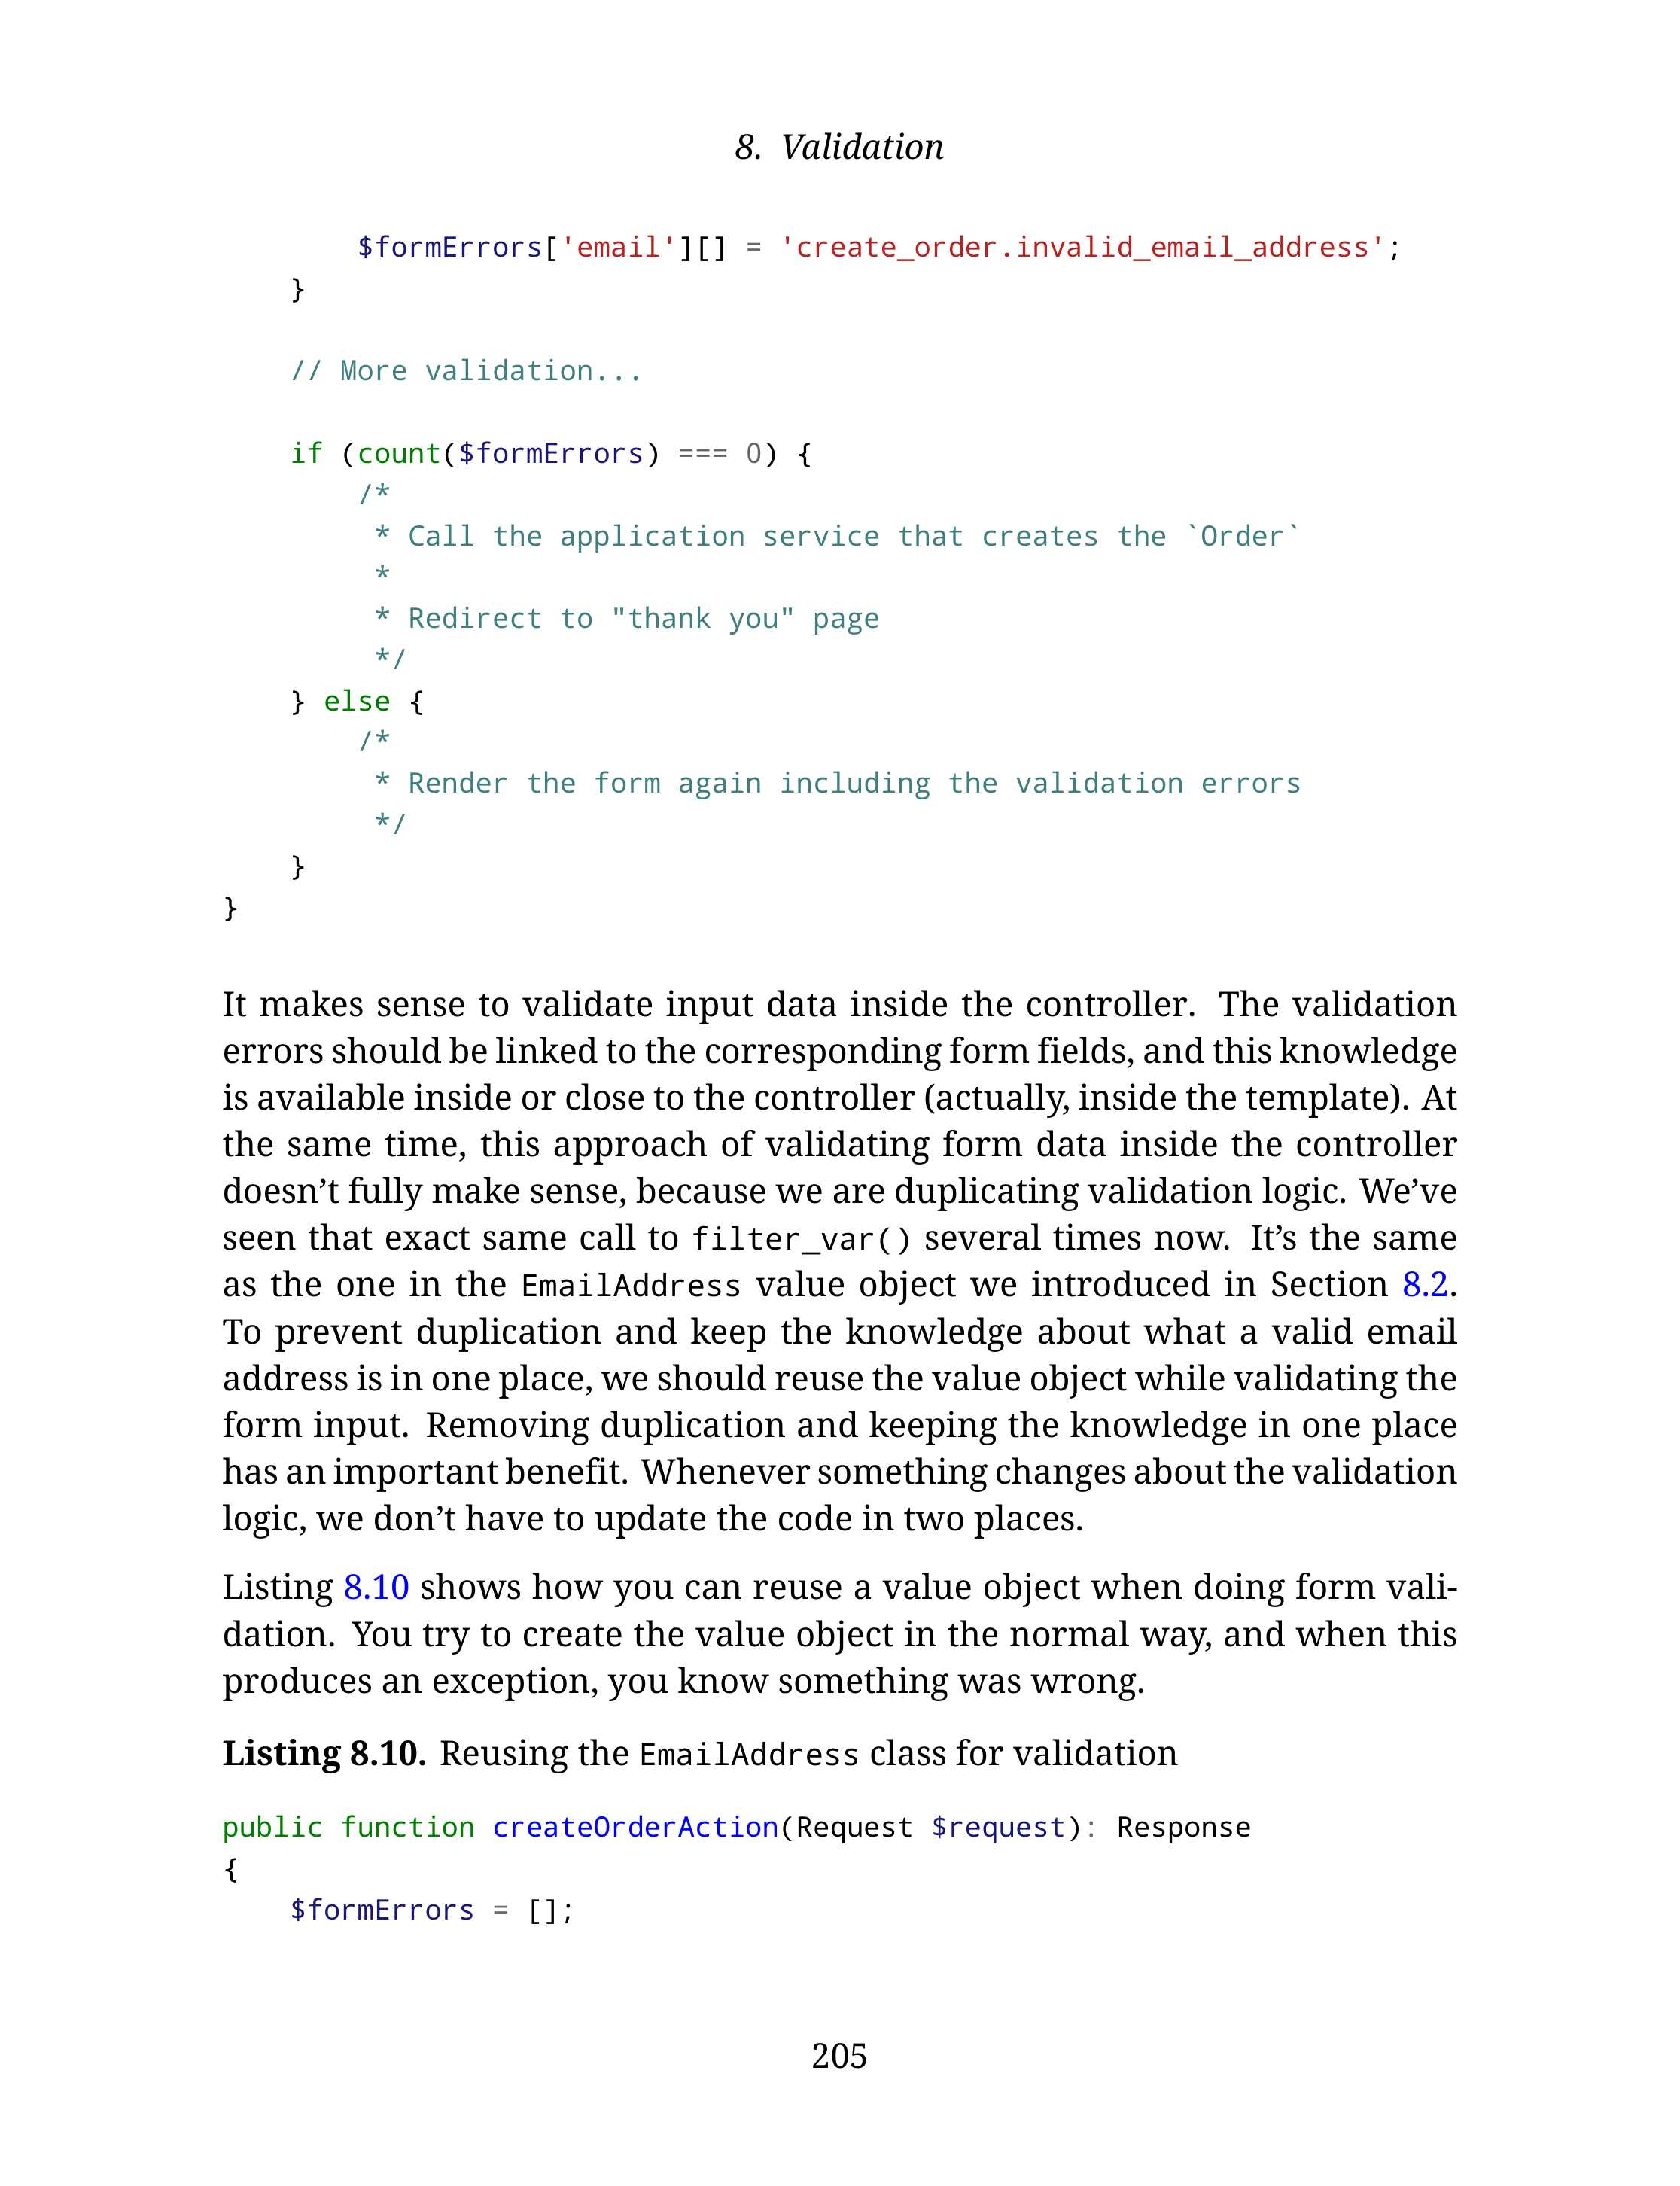 8. Validation
        $formErrors['email'][] = 'create_order.invalid_email_address';
    }
    // More validation...
    if (count($formErrors) === 0) {
        /*
         * Call the application service that creates the `Order`
         *
         * Redirect to "thank you" page
         */
    } else {
        /*
         * Render the form again including the validation errors
         */
    }
}
It makes sense to validate input data inside the controller. The validation
errors should be linked to the corresponding form fields, and this knowledge
is available inside or close to the controller (actually, inside the template). At
the same time, this approach of validating form data inside the controller
doesn’t fully make sense, because we are duplicating validation logic. We’ve
seen that exact same call to filter_var() several times now. It’s the same
as the one in the EmailAddress value object we introduced in Section 8.2.
To prevent duplication and keep the knowledge about what a valid email
address is in one place, we should reuse the value object while validating the
form input. Removing duplication and keeping the knowledge in one place
has an important benefit. Whenever something changes about the validation
logic, we don’t have to update the code in two places.
Listing 8.10 shows how you can reuse a value object when doing form vali-
dation. You try to create the value object in the normal way, and when this
produces an exception, you know something was wrong.
Listing 8.10. Reusing the EmailAddress class for validation
public function createOrderAction(Request $request): Response
{
    $formErrors = [];
205